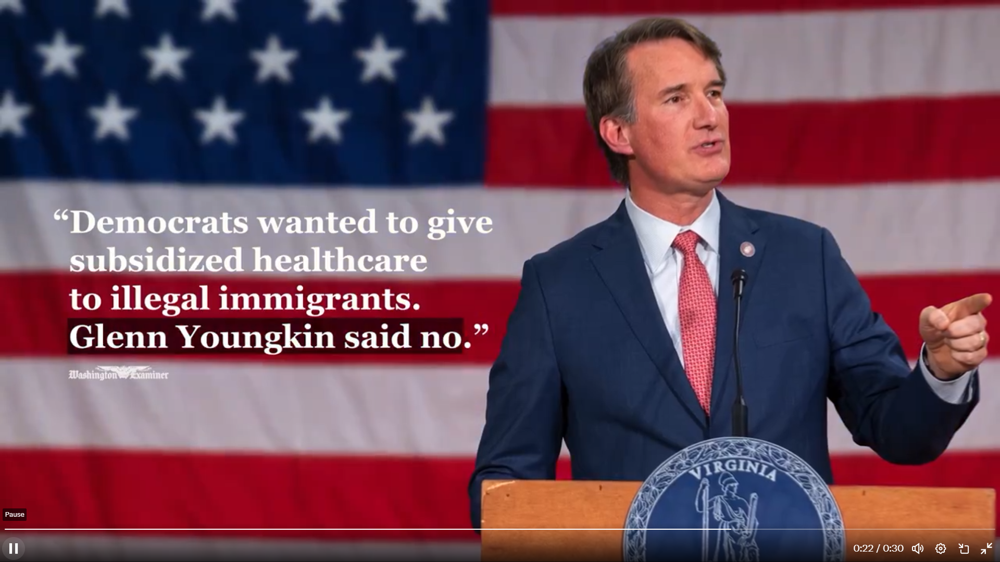 “Democrats wanted to give
subsidized healthcare
to illegal immigrants.
Glenn Youngkin said no.”
Washington Examiner
VIRGINIA
Pause
0:22 / 0:30